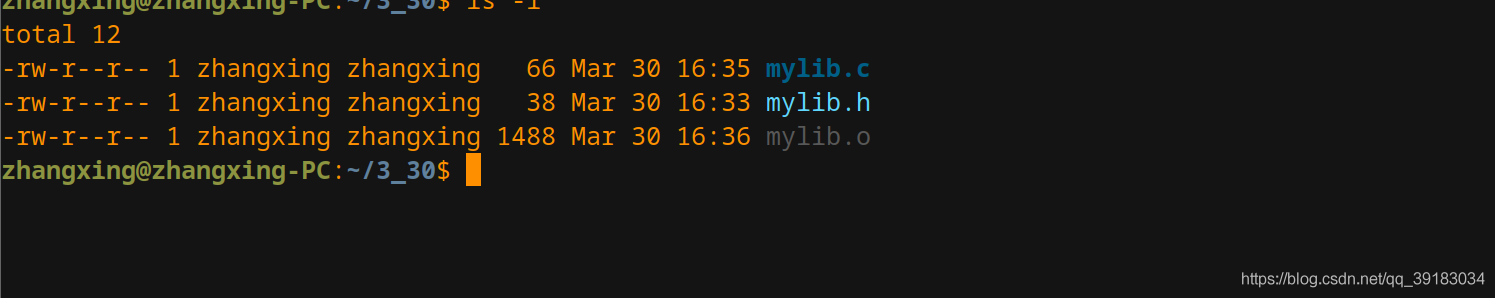 zhangxing@zhangxing-PC:~/3_30$ ls -l
total 12
-rw-r--r-- 1 zhangxing zhangxing   66 Mar 30 16:35 mylib.c
-rw-r--r-- 1 zhangxing zhangxing   38 Mar 30 16:33 mylib.h
-rw-r--r-- 1 zhangxing zhangxing 1488 Mar 30 16:36 mylib.o
zhangxing@zhangxing-PC:~/3_30$
https://blog.csdn.net/qq_39183034